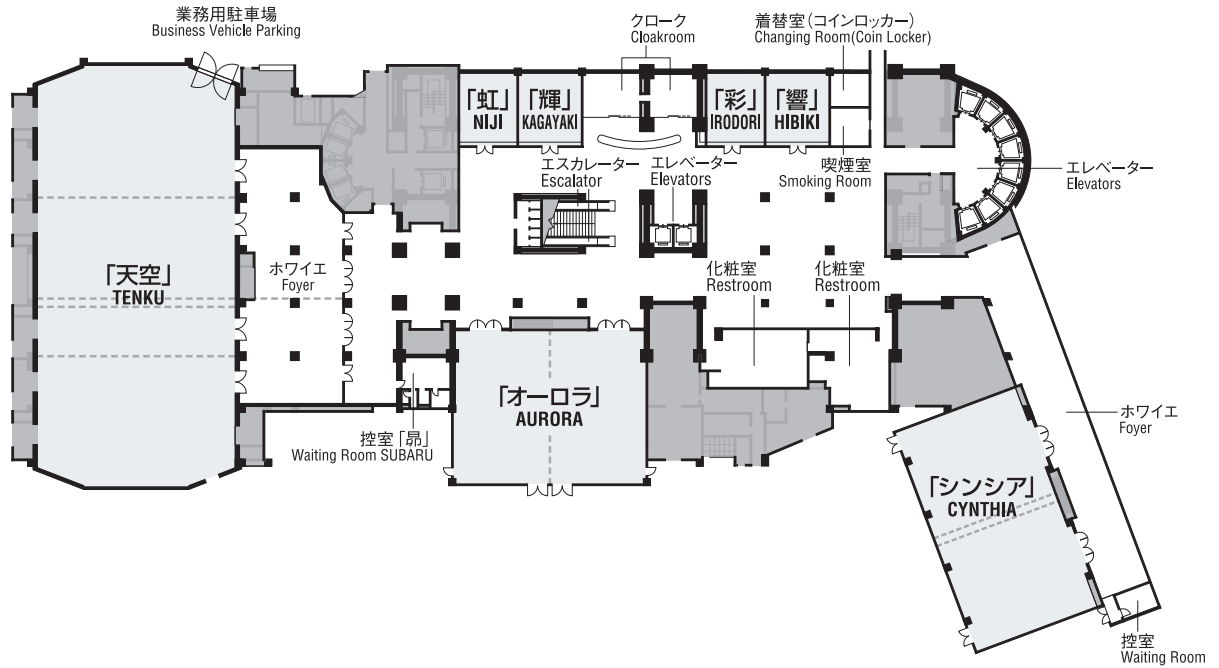 業務用駐車場
Business Vehicle Parking
クローク
Cloakroom
着替室（コインロッカー）
Changing Room(Coin Locker)
「虹」
NIJI
「輝」
KAGAYAKI
「彩」
IRODORI
「響」
HIBIKI
エスカレーター
Escalator
エレベーター
Elevators
喫煙室
Smoking Room
エレベーター
Elevators
「天空」
TENKU
ホワイエ
Foyer
化粧室
Restroom
化粧室
Restroom
「オーロラ」
AURORA
控室「昴」
Waiting Room SUBARU
ホワイエ
Foyer
「シンシア」
CYNTHIA
控室
Waiting Room